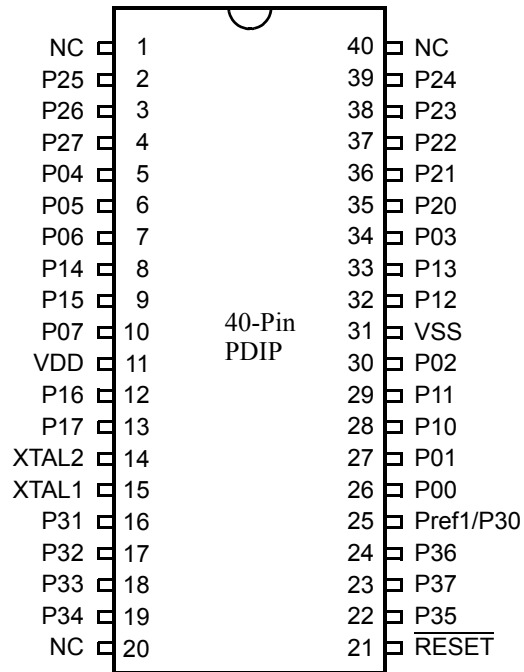 NC 1 40 NC
P25 2 39 P24
P26 3 38 P23
P27 4 37 P22
P04 5 36 P21
P05 6 35 P20
P06 7 34 P03
P14 8 33 P13
P15 9 32 P12
P07 10 40-Pin 31 VSS
VDD 11 PDIP 30 P02
P16 12 29 P11
P17 13 28 P10
XTAL2 14 27 P01
XTAL1 15 26 P00
P31 16 25 Pref1/P30
P32 17 24 P36
P33 18 23 P37
P34 19 22 P35
NC 20 21 RESET